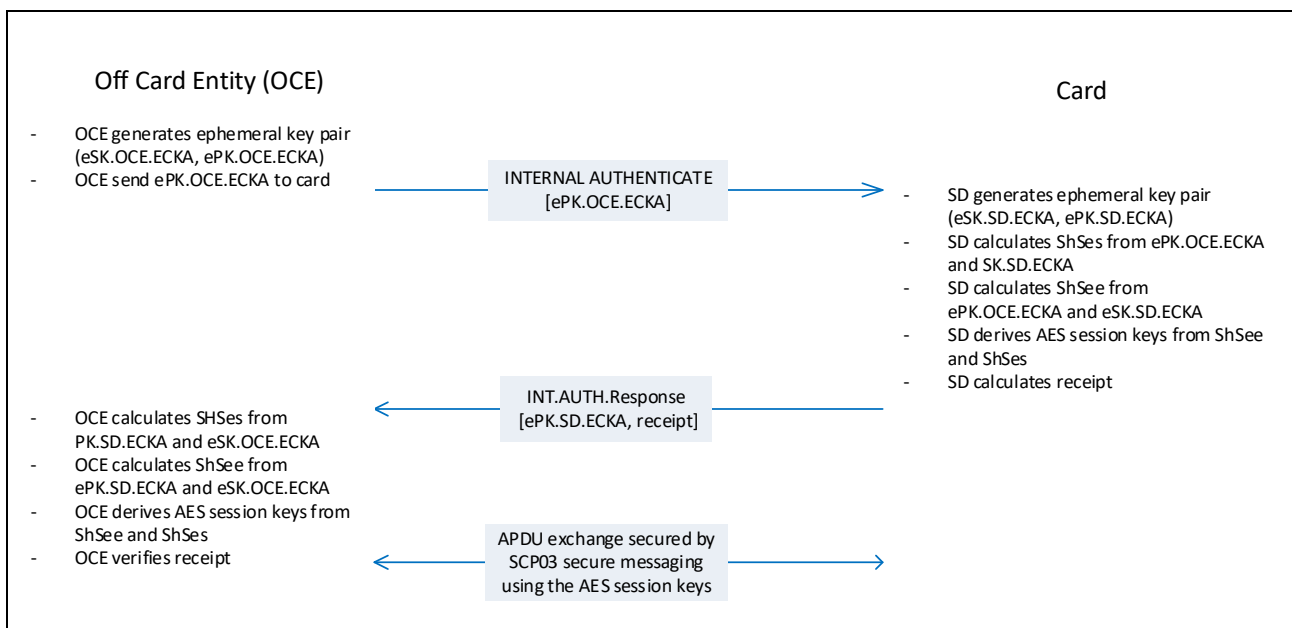 Off Card Entity (OCE)
Card
- OCE generates ephemeral key pair
(eSK.OCE.ECKA, ePK.OCE.ECKA)
- OCE send ePK.OCE.ECKA to card
INTERNAL AUTHENTICATE
[ePK.OCE.ECKA]
- SD generates ephemeral key pair
(eSK.SD.ECKA, ePK.SD.ECKA)
- SD calculates ShSes from ePK.OCE.ECKA
and SK.SD.ECKA
- SD calculates ShSee from
ePK.OCE.ECKA and eSK.SD.ECKA
- SD derives AES session keys from ShSee
and ShSes
- SD calculates receipt
INT.AUTH.Response
[ePK.SD.ECKA, receipt]
- OCE calculates SHSes from
PK.SD.ECKA and eSK.OCE.ECKA
- OCE calculates ShSee from
ePK.SD.ECKA and eSK.OCE.ECKA
- OCE derives AES session keys from
ShSee and ShSes
- OCE verifies receipt
APDU exchange secured by
SCP03 secure messaging
using the AES session keys